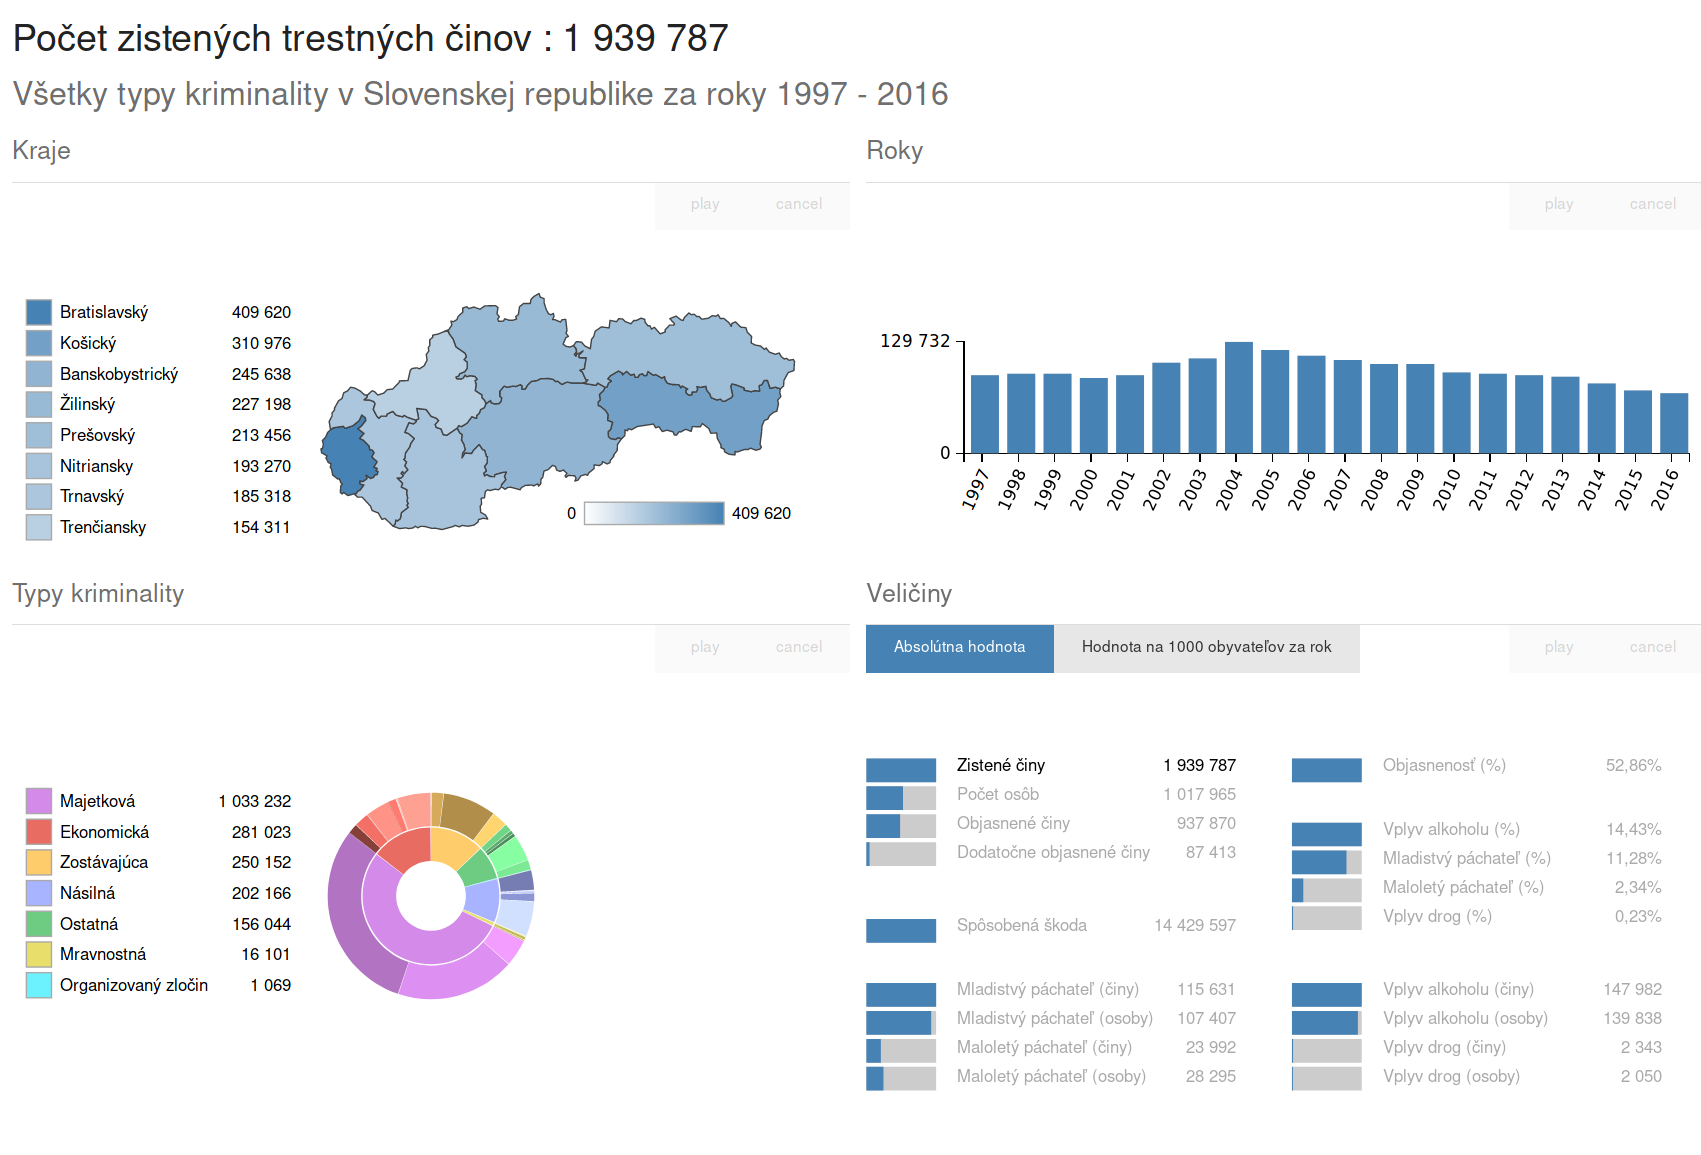 Počet zistených trestných činov : 1 939 787
Všetky typy kriminality v Slovenskej republike za roky 1997 - 2016
Kraje
play cancel
Bratislavský 409 620
Košický 310 976
Banskobystrický 245 638
Žilinský 227 198
Prešovský 213 456
Nitriansky 193 270
Trnavský 185 318
Trenčiansky 154 311
0 409 620
Roky
play cancel
129 732
0
1997 1998 1999 2000 2001 2002 2003 2004 2005 2006 2007 2008 2009 2010 2011 2012 2013 2014 2015 2016
Typy kriminality
play cancel
Majetková 1 033 232
Ekonomická 281 023
Zostávajúca 250 152
Násilná 202 166
Ostatná 156 044
Mravnostná 16 101
Organizovaný zločin 1 069
Veličiny
Absolútna hodnota Hodnota na 1000 obyvateľov za rok play cancel
Zistené činy 1 939 787
Počet osôb 1 017 965
Objasnené činy 937 870
Dodatočne objasnené činy 87 413
Spôsobená škoda 14 429 597
Mladistvý páchateľ (činy) 115 631
Mladistvý páchateľ (osoby) 107 407
Maloletý páchateľ (činy) 23 992
Maloletý páchateľ (osoby) 28 295
Objasnenosť (%) 52,86%
Vplyv alkoholu (%) 14,43%
Mladistvý páchateľ (%) 11,28%
Maloletý páchateľ (%) 2,34%
Vplyv drog (%) 0,23%
Vplyv alkoholu (činy) 147 982
Vplyv alkoholu (osoby) 139 838
Vplyv drog (činy) 2 343
Vplyv drog (osoby) 2 050